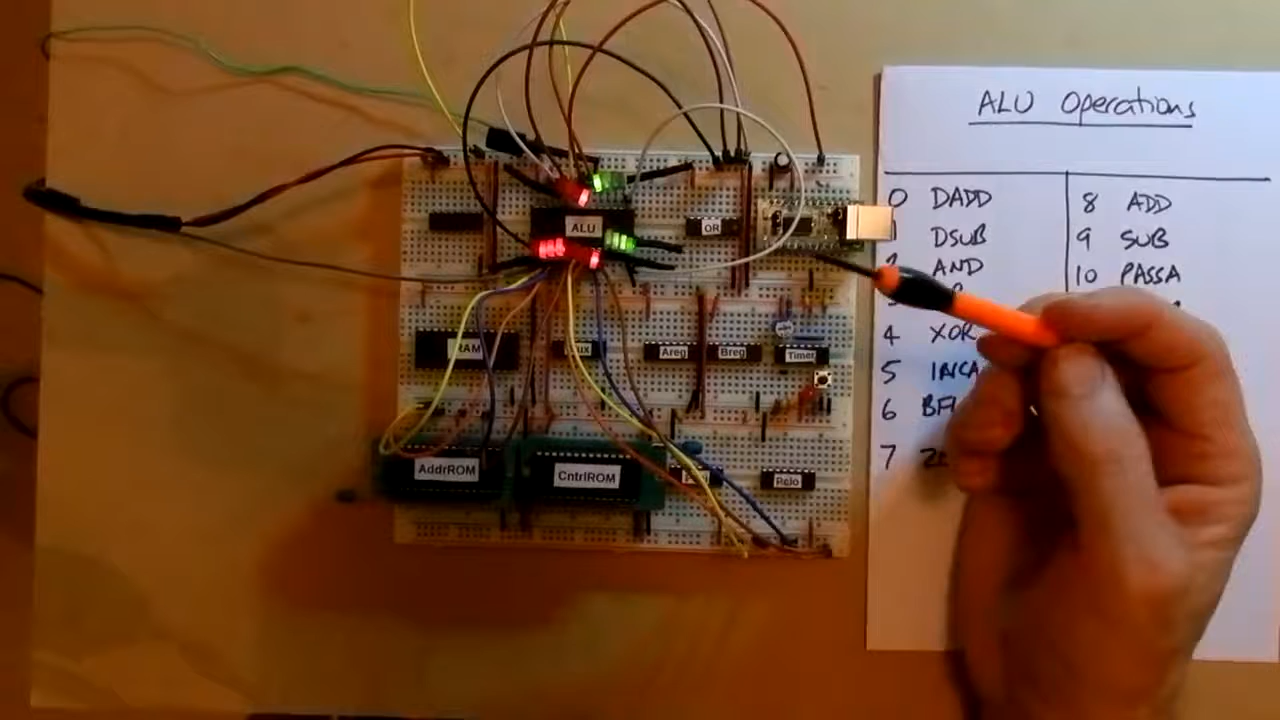 ALU Operations
0 DADD
DSUB
AND
4 XOR
5 INCA
6
7
8 ADD
9 SUB
10 PASSA
ALU
OR
RAM
Areg
Breg
Timer
AddrROM
CntrlROM